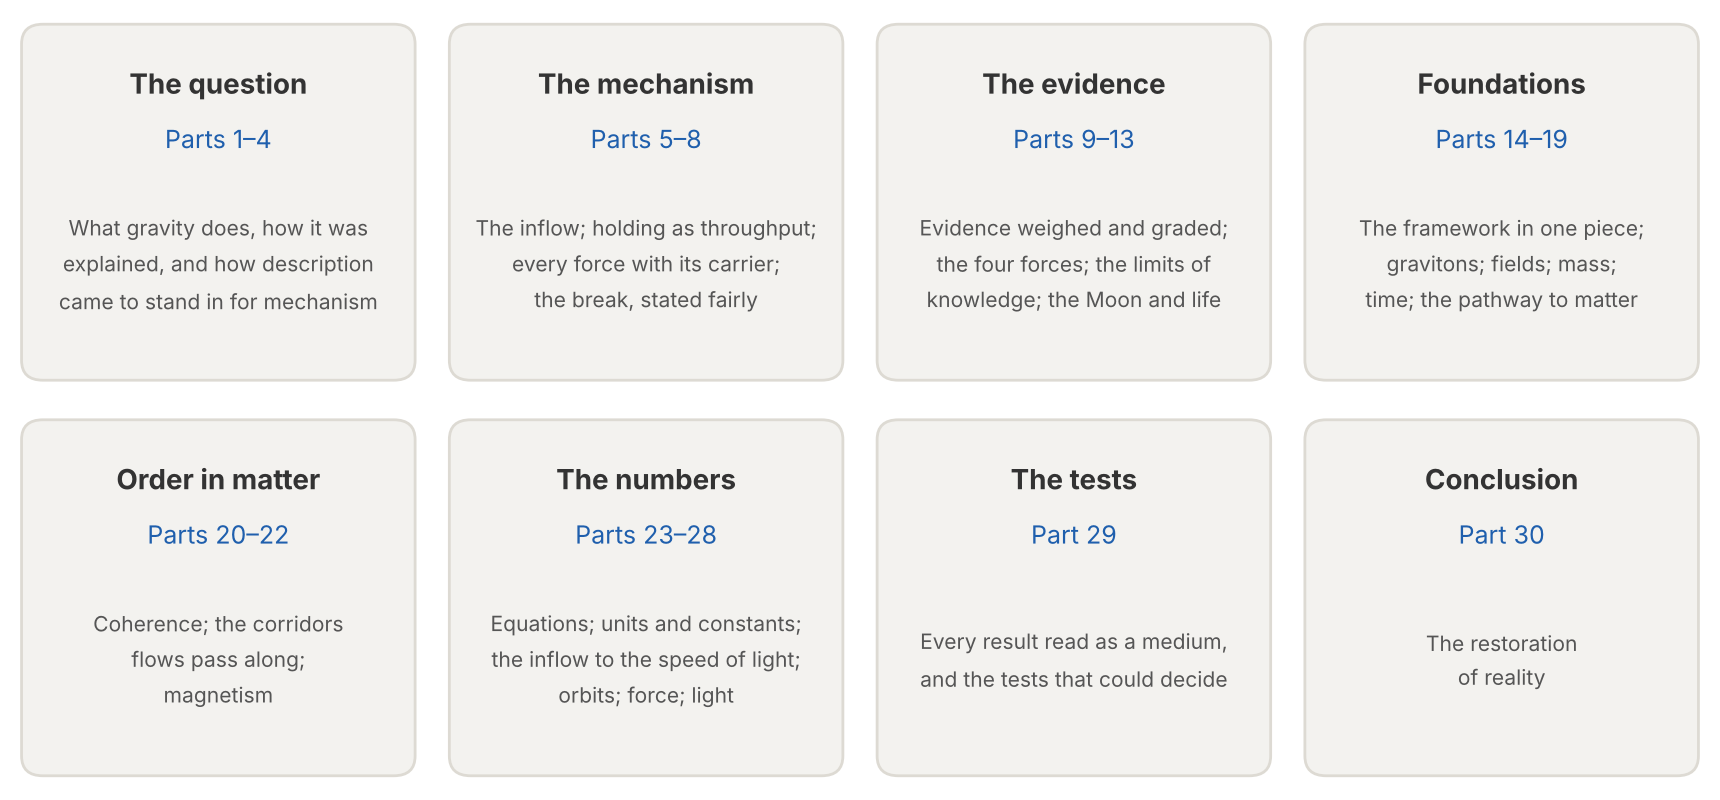 The question
Parts 1–4
What gravity does, how it was
explained, and how description
came to stand in for mechanism
The mechanism
Parts 5–8
The inflow; holding as throughput;
every force with its carrier;
the break, stated fairly
The evidence
Parts 9–13
Evidence weighed and graded;
the four forces; the limits of
knowledge; the Moon and life
Foundations
Parts 14–19
The framework in one piece;
gravitons; fields; mass;
time; the pathway to matter
Order in matter
Parts 20–22
Coherence; the corridors
flows pass along;
magnetism
The numbers
Parts 23–28
Equations; units and constants;
the inflow to the speed of light;
orbits; force; light
The tests
Part 29
Every result read as a medium,
and the tests that could decide
Conclusion
Part 30
The restoration
of reality